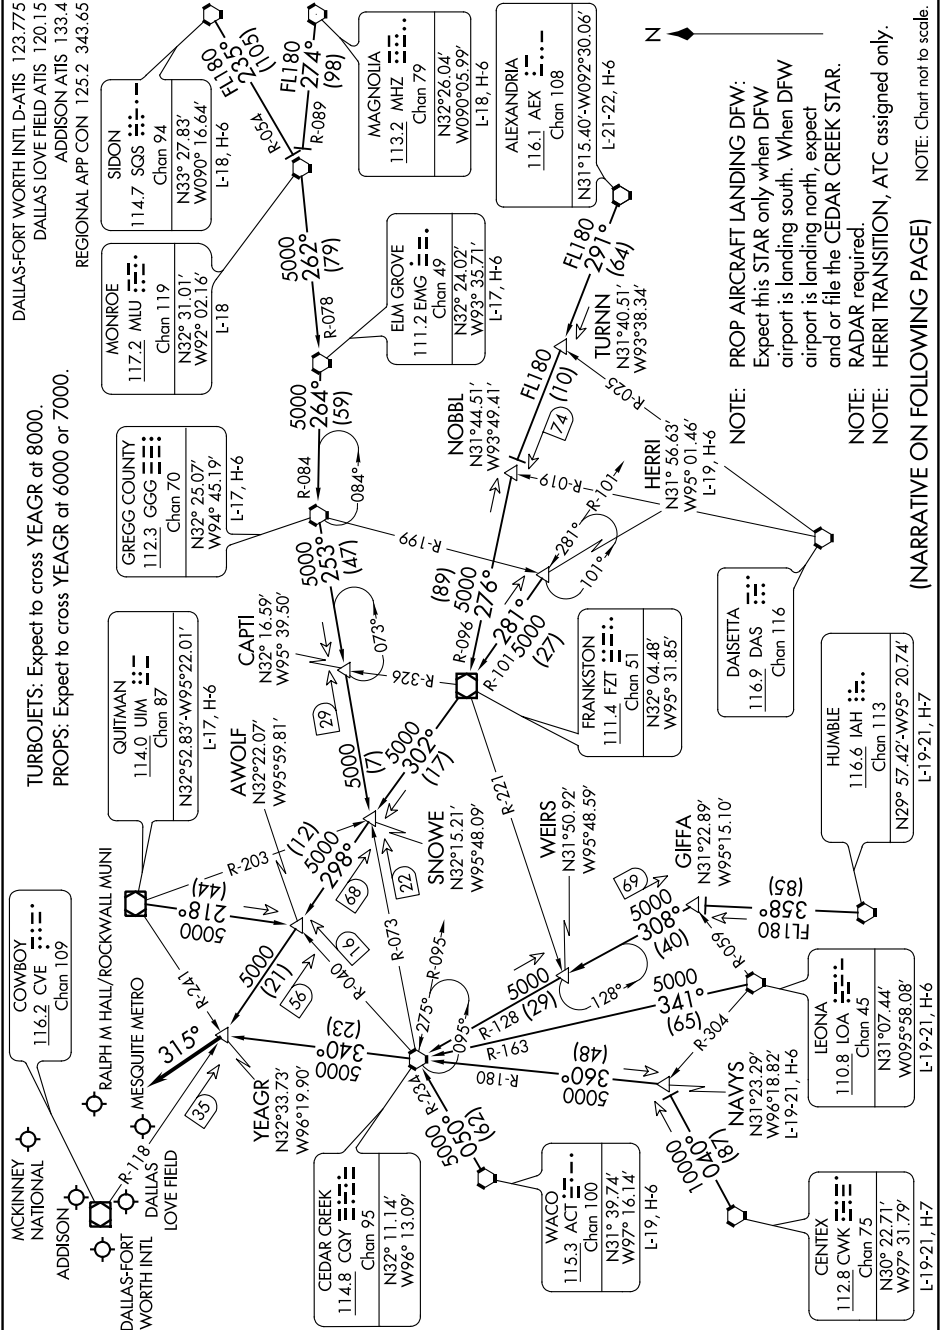 DALLAS-FORT WORTH INTL D-ATIS 123.775
DALLAS LOVE FIELD ATIS 120.15
ADDISON ATIS 133.4
REGIONAL APP CON 125.2 343.65
TURBOJETS: Expect to cross YEAGR at 8000.
PROPS: Expect to cross YEAGR at 6000 or 7000.
MCKINNEY
NATIONAL
ADDISON
DALLAS-FORT
WORTH INTL
DALLAS
LOVE FIELD
MESQUITE METRO
RALPH M HALL/ROCKWALL MUNI
COWBOY
116.2 CVE
Chan 109
QUITMAN
114.0 UIM
Chan 87
N32°52.83′-W95°22.01′
L-17, H-6
GREGG COUNTY
112.3 GGG
Chan 70
N32° 25.07′
W94° 45.19′
L-17, H-6
MONROE
117.2 MLU
Chan 119
N32° 31.01′
W92° 02.16′
L-18
SIDON
114.7 SQS
Chan 94
N33° 27.83′
W090° 16.64′
L-18, H-6
MAGNOLIA
113.2 MHZ
Chan 79
N32°26.04′
W090°05.99′
L-18, H-6
ELM GROVE
111.2 EMG
Chan 49
N32° 24.02′
W93° 35.71′
L-17, H-6
ALEXANDRIA
116.1 AEX
Chan 108
N31°15.40′-W092°30.06′
L-21-22, H-6
FL180
235°
(105)
R-054
FL180
274°
(98)
R-089
5000
262°
(79)
R-078
5000
264°
(59)
R-084
084°
5000
253°
(47)
CAPTI
N32° 16.59′
W95° 39.50′
073°
29
R-326
5000
(7)
AWOLF
N32°22.07′
W95°59.81′
R-203
(44)
218°
5000
R-241
(12)
5000
298°
68
22
SNOWE
N32°15.21′
W95°48.09′
5000
302°
(17)
5000
(21)
56
16
R-040
R-073
R-095
315°
R-118
35
YEAGR
N32°33.73′
W96°19.90′
(23)
340°
5000
275°
095°
CEDAR CREEK
114.8 CQY
Chan 95
N32° 11.14′
W96° 13.09′
R-234
5000
050°
(62)
WACO
115.3 ACT
Chan 100
N31° 39.74′
W97° 16.14′
L-19, H-6
R-180
(48)
360°
5000
R-163
5000
341°
(65)
R-128
5000
(29)
128°
WEIRS
N31°50.92′
W95°48.59′
R-221
69
5000
308°
(40)
GIFFA
N31°22.89′
W95°15.10′
R-059
R-304
NAVYS
N31°23.29′
W96°18.82′
L-19-21, H-6
10000
040°
(87)
CENTEX
112.8 CWK
Chan 75
N30° 22.71′
W97° 31.79′
L-19-21, H-7
LEONA
110.8 LOA
Chan 45
N31°07.44′
W095°58.08′
L-19-21, H-6
(85)
358°
FL180
HUMBLE
116.6 IAH
Chan 113
N29° 57.42′-W95° 20.74′
L-19-21, H-7
FRANKSTON
111.4 FZT
Chan 51
N32° 04.48′
W95° 31.85′
R-199
(89)
R-096 5000
276°
R-101
281°
5000
(27)
281°
R-101
101°
HERRI
N31° 56.63′
W95° 01.46′
L-19, H-6
NOBBL
N31°44.51′
W93°49.41′
74
FL180
(10)
FL180
291°
(64)
TURNN
N31°40.51′
W93°38.34′
R-025
R-019
DAISETTA
116.9 DAS
Chan 116
N
NOTE: PROP AIRCRAFT LANDING DFW:
Expect this STAR only when DFW
airport is landing south. When DFW
airport is landing north, expect
and or file the CEDAR CREEK STAR.
NOTE: RADAR required.
NOTE: HERRI TRANSITION, ATC assigned only.
(NARRATIVE ON FOLLOWING PAGE)
NOTE: Chart not to scale.